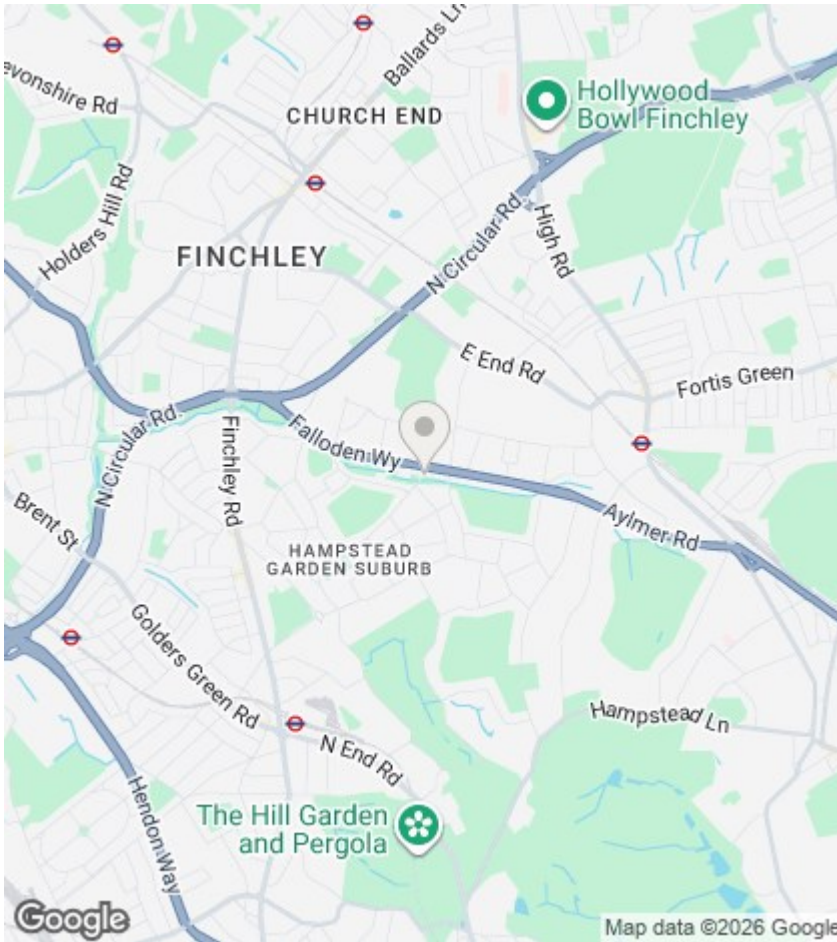 Ballards Ln
evonshire Rd
CHURCH END
Hollywood
Bowl Finchley
Holders Hill Rd
N Circular Rd
High Rd
FINCHLEY
E End Rd
Fortis Green
Falloden Wy
N Circular Rd
Finchley Rd
Aylmer Rd
Brent St
HAMPSTEAD
GARDEN SUBURB
Golders Green Rd
Hampstead Ln
N End Rd
The Hill Garden
and Pergola
Hendon Way
Google
Map data ©2026 Google